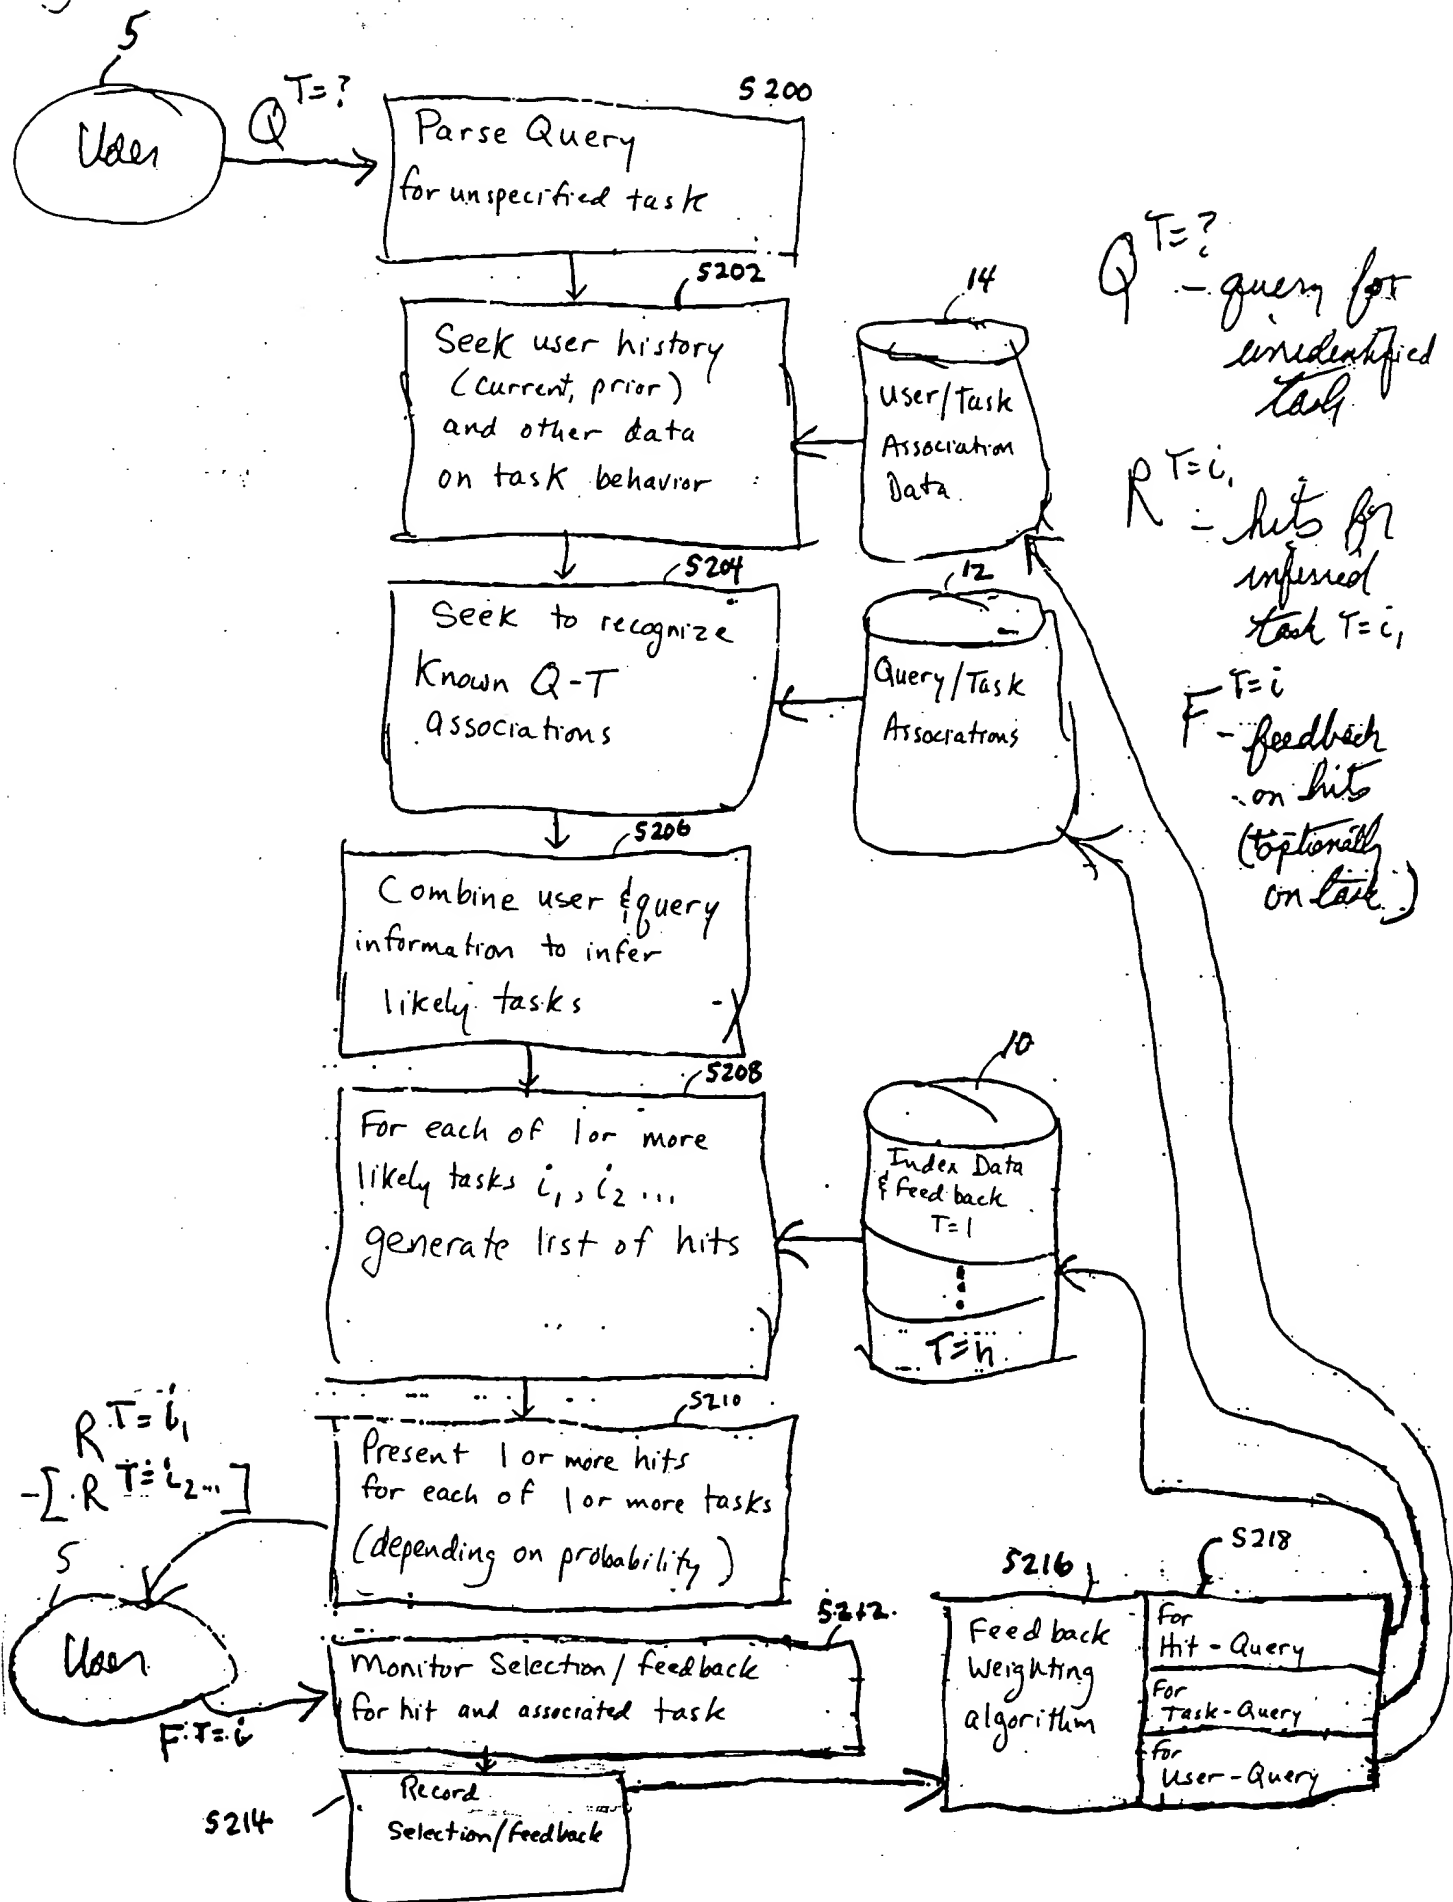 5
User
Q T=?
S200
Parse Query
for unspecified task
S202
Seek user history
(current, prior)
and other data
on task behavior
14
User/Task
Association
Data
Q T=?
- query for
unidentified
task
R T=i,
- hits for
inferred
task T=i,
F T=i
- feedback
on hits
(optionally
on task)
S204
Seek to recognize
Known Q-T
associations
12
Query/Task
Associations
S206
Combine user & query
information to infer
likely tasks
S208
For each of 1 or more
likely tasks i1, i2 ...
generate list of hits
10
Index Data
& feedback
T=1
T=n
S210
Present 1 or more hits
for each of 1 or more tasks
(depending on probability)
R T=i1
-[R T=i2...]
5
User
F T=i
S212
Monitor Selection/feedback
for hit and associated task
S214
Record
Selection/feedback
S216
Feedback
weighting
algorithm
S218
For
Hit-Query
For
Task-Query
For
User-Query